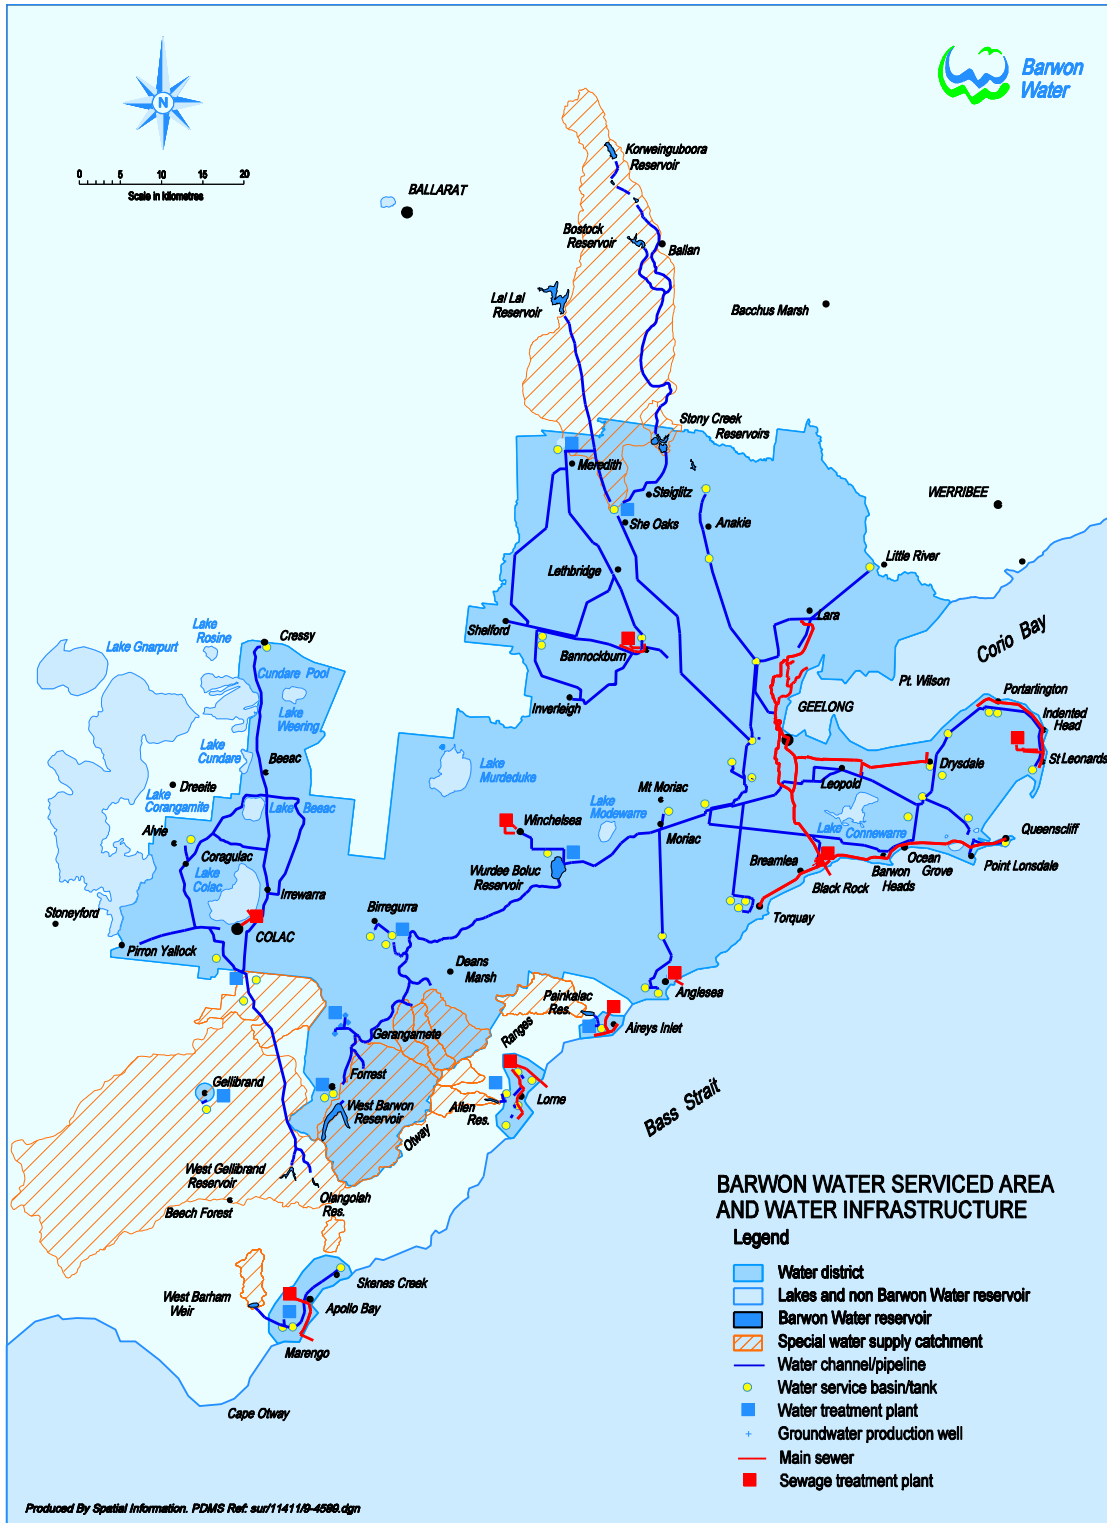 Barwon
Water
N
0 5 10 15 20
Scale in kilometres
BALLARAT
Korweinguboora
Reservoir
Bostock
Reservoir
Ballan
Lal Lal
Reservoir
Bacchus Marsh
Stony Creek
Reservoirs
Meredith
Steiglitz
She Oaks
Anakie
WERRIBEE
Little River
Lethbridge
Lara
Shelford
Bannockburn
Inverleigh
Corio Bay
Pt. Wilson
Portarlington
Indented
Head
GEELONG
St Leonards
Drysdale
Leopold
Lake
Rosine
Cressy
Lake Gnarpurt
Cundare Pool
Lake
Weering
Lake
Cundare
Beeac
Dreeite
Lake
Corangamite
Lake Beeac
Alvie
Coragulac
Lake
Colac
Irrewarra
Stoneyford
COLAC
Pirron Yallock
Lake
Murdeduke
Mt Moriac
Lake
Modewarre
Winchelsea
Moriac
Wurdee Boluc
Reservoir
Lake Connewarre
Queenscliff
Breamlea
Ocean
Grove
Barwon
Heads
Point Lonsdale
Black Rock
Torquay
Birregurra
Deans
Marsh
Anglesea
Painkalac
Res.
Aireys Inlet
Ranges
Gerangamete
Forrest
Gellibrand
West Barwon
Reservoir
Allen
Res.
Lorne
Otway
Bass Strait
West Gellibrand
Reservoir
Olangolah
Res.
Beech Forest
Skenes Creek
West Barham
Weir
Apollo Bay
Marengo
Cape Otway
BARWON WATER SERVICED AREA
AND WATER INFRASTRUCTURE
Legend
Water district
Lakes and non Barwon Water reservoir
Barwon Water reservoir
Special water supply catchment
Water channel/pipeline
Water service basin/tank
Water treatment plant
Groundwater production well
Main sewer
Sewage treatment plant
Produced By Spatial Information. PDMS Ref: sur/11411/9-4589.dgn